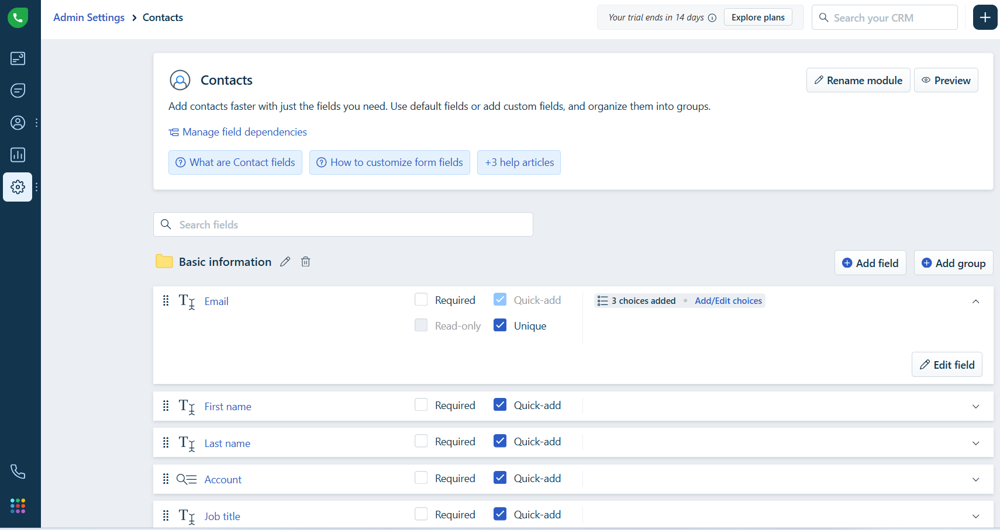 Admin Settings > Contacts
Your trial ends in 14 days
Explore plans
Search your CRM
Contacts
Rename module
Preview
Add contacts faster with just the fields you need. Use default fields or add custom fields, and organize them into groups.
Manage field dependencies
What are Contact fields
How to customize form fields
+3 help articles
Search fields
Basic information
Add field
Add group
Email
Required
Quick-add
3 choices added • Add/Edit choices
Read-only
Unique
Edit field
First name
Required
Quick-add
Last name
Required
Quick-add
Account
Required
Quick-add
Job title
Required
Quick-add